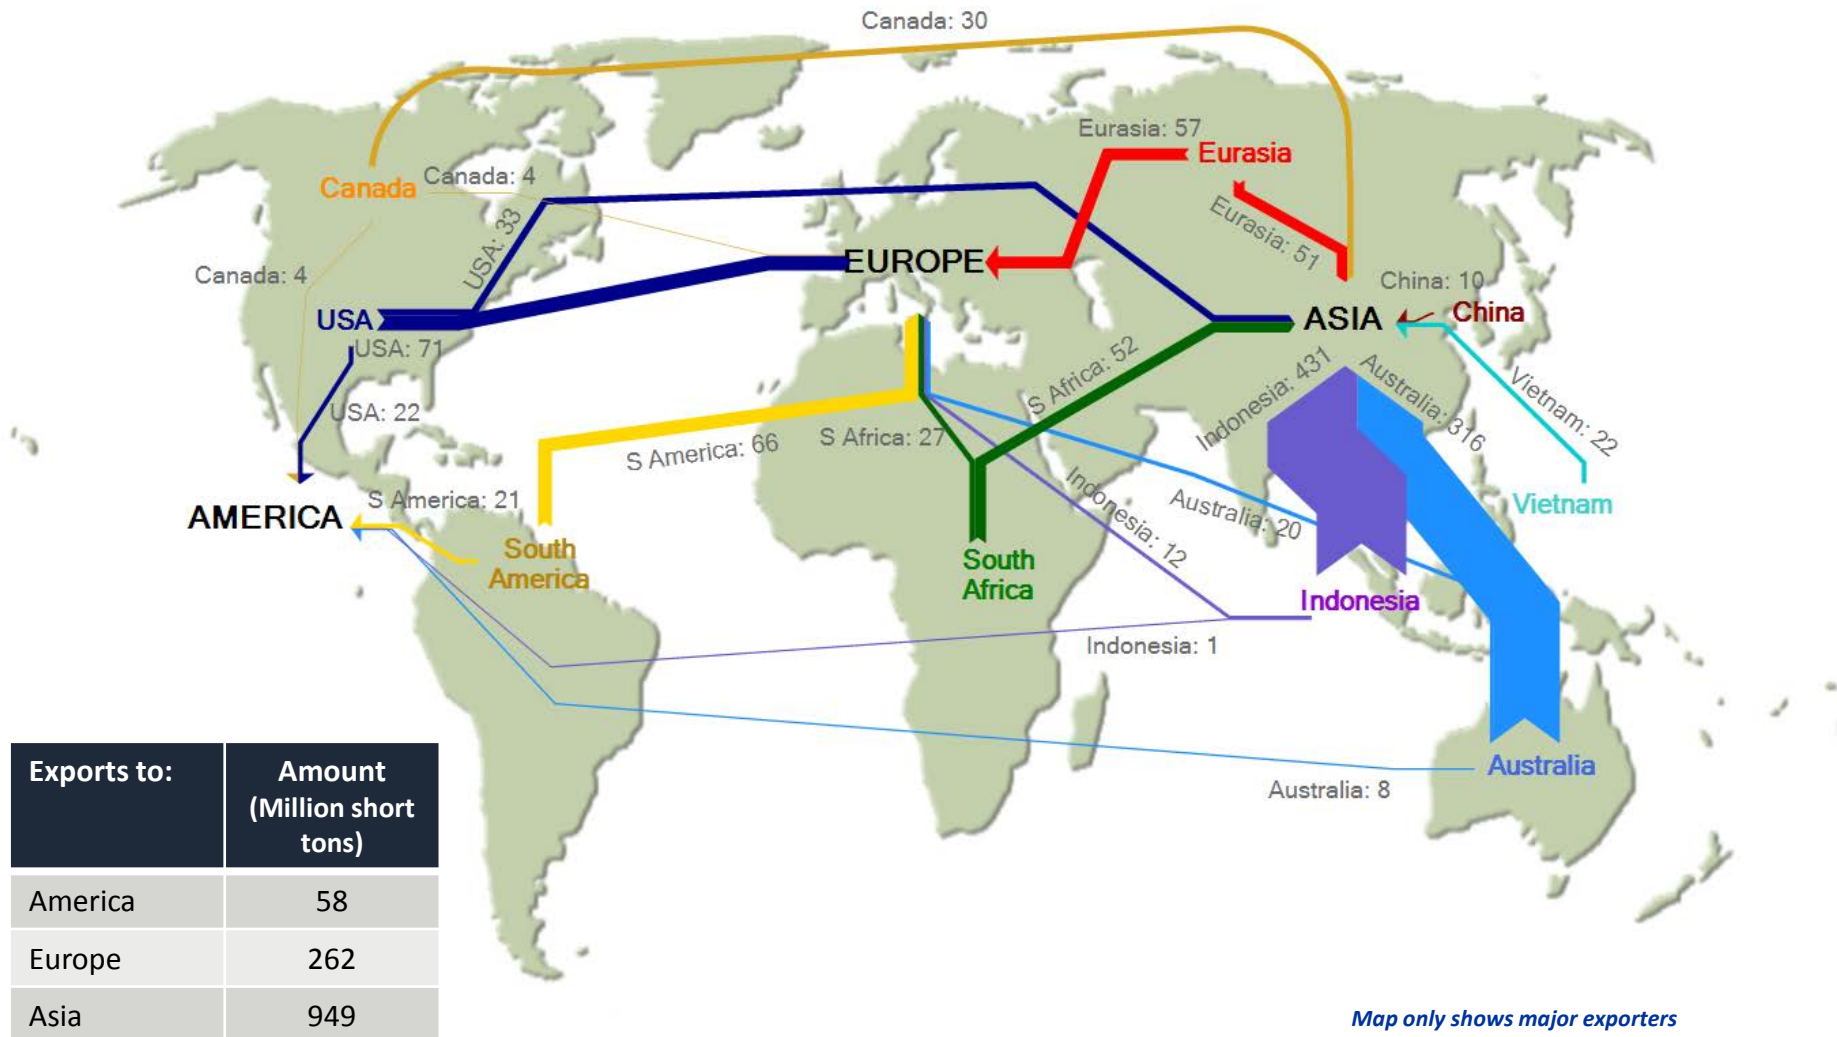 Canada: 30
Eurasia: 57
Eurasia
Canada
Canada: 4
USA: 33
Eurasia: 51
EUROPE
Canada: 4
China: 10
USA
ASIA
China
USA: 71
S Africa: 52
Indonesia: 431
Australia: 316
Vietnam: 22
USA: 22
S America: 66
S Africa: 27
S America: 21
AMERICA
Indonesia: 12
Australia: 20
Vietnam
South
America
South
Africa
Indonesia
Indonesia: 1
Australia
Australia: 8
Exports to:
Amount
(Million short
tons)
America 58
Europe 262
Asia 949
Map only shows major exporters